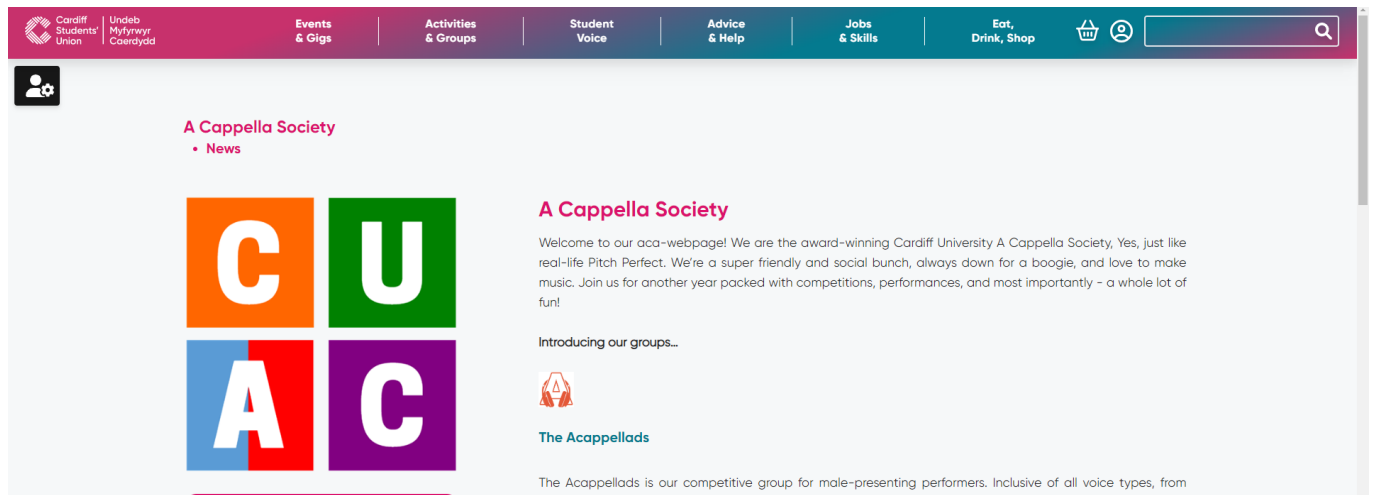 Cardiff
Students'
Union
Undeb
Myfyrwyr
Caerdydd
Events
& Gigs
Activities
& Groups
Student
Voice
Advice
& Help
Jobs
& Skills
Eat,
Drink, Shop
A Cappella Society
• News
C U
A C
A Cappella Society
Welcome to our aca-webpage! We are the award-winning Cardiff University A Cappella Society, Yes, just like
real-life Pitch Perfect. We're a super friendly and social bunch, always down for a boogie, and love to make
music. Join us for another year packed with competitions, performances, and most importantly - a whole lot of
fun!
Introducing our groups...
A
The Acappellads
The Acappellads is our competitive group for male-presenting performers. Inclusive of all voice types, from